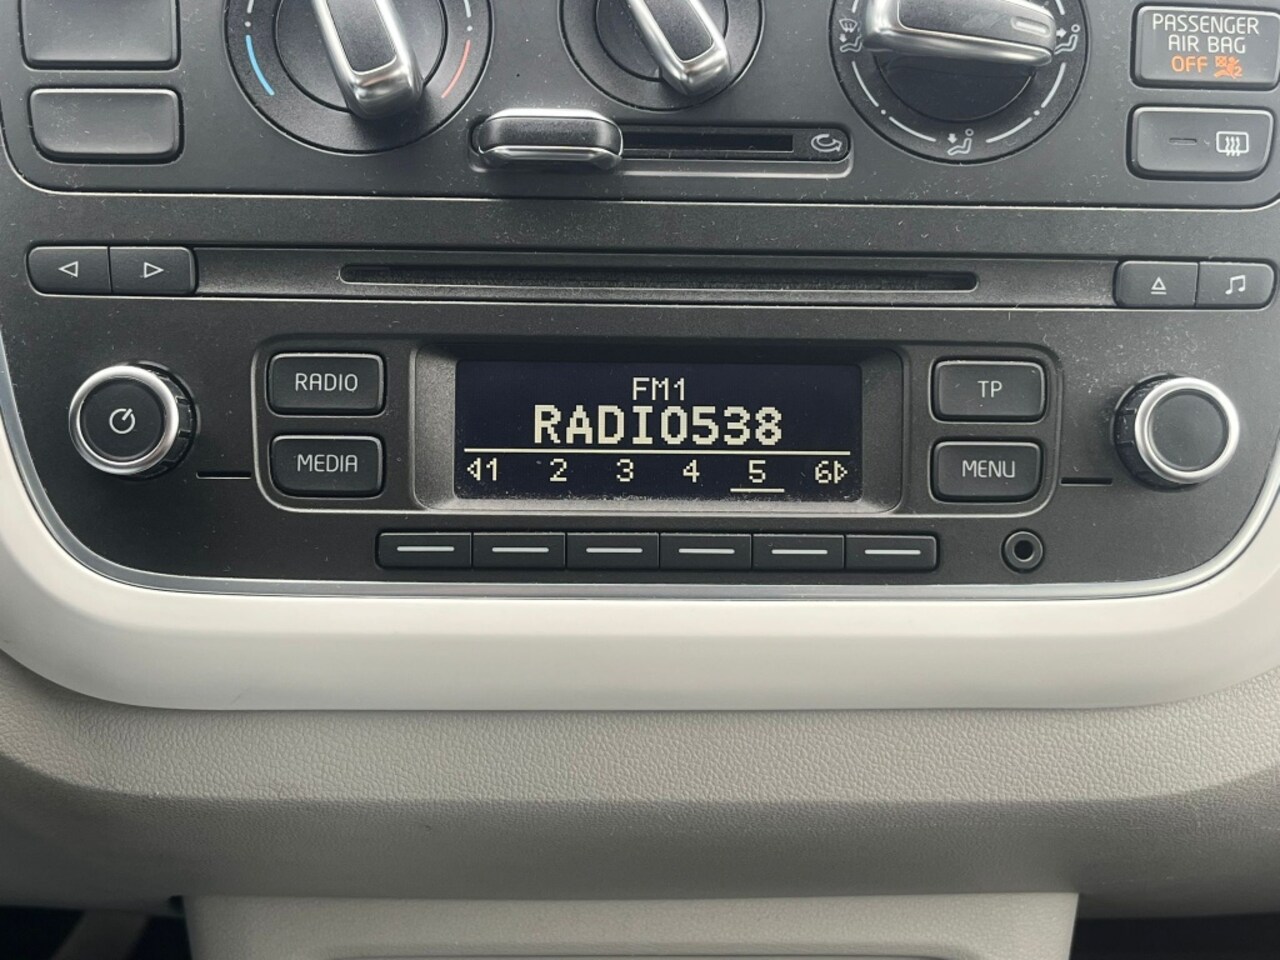 PASSENGER
AIR BAG
OFF
RADIO
MEDIA
FM1
RADIO538
1 2 3 4 5 6
TP
MENU